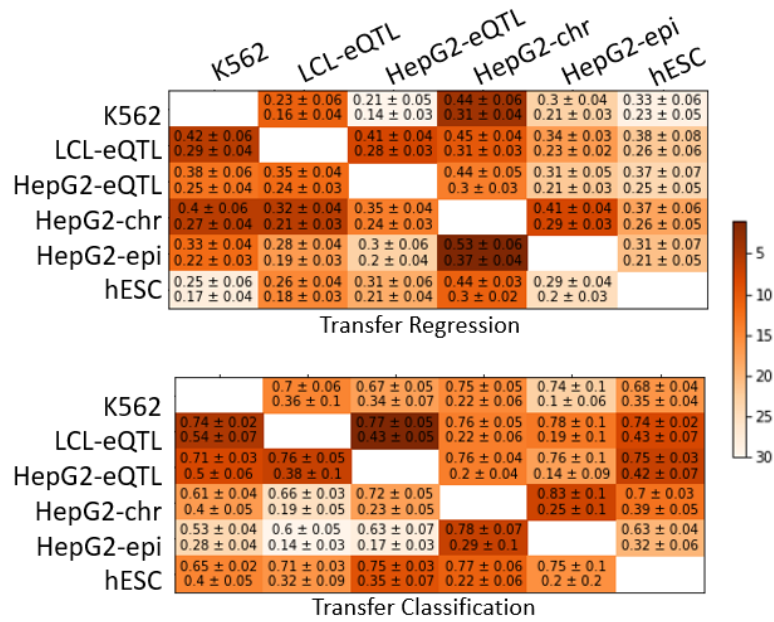 K562 LCL-eQTL HepG2-eQTL HepG2-chr HepG2-epi hESC
K562 0.23 ± 0.06 0.21 ± 0.05 0.44 ± 0.06 0.3 ± 0.04 0.33 ± 0.06
0.16 ± 0.04 0.14 ± 0.03 0.31 ± 0.04 0.21 ± 0.03 0.23 ± 0.05
LCL-eQTL 0.42 ± 0.06 0.41 ± 0.04 0.45 ± 0.04 0.34 ± 0.03 0.38 ± 0.08
0.29 ± 0.04 0.28 ± 0.03 0.31 ± 0.03 0.23 ± 0.02 0.26 ± 0.06
HepG2-eQTL 0.38 ± 0.06 0.35 ± 0.04 0.44 ± 0.05 0.31 ± 0.05 0.37 ± 0.07
0.25 ± 0.04 0.24 ± 0.03 0.3 ± 0.03 0.21 ± 0.03 0.25 ± 0.05
HepG2-chr 0.4 ± 0.06 0.32 ± 0.04 0.35 ± 0.04 0.41 ± 0.04 0.37 ± 0.06
0.27 ± 0.04 0.21 ± 0.03 0.24 ± 0.03 0.29 ± 0.03 0.26 ± 0.05
HepG2-epi 0.33 ± 0.04 0.28 ± 0.04 0.3 ± 0.06 0.53 ± 0.06 0.31 ± 0.07
0.22 ± 0.03 0.19 ± 0.03 0.2 ± 0.04 0.37 ± 0.04 0.21 ± 0.05
hESC 0.25 ± 0.06 0.26 ± 0.04 0.31 ± 0.06 0.44 ± 0.03 0.29 ± 0.04
0.17 ± 0.04 0.18 ± 0.03 0.21 ± 0.04 0.3 ± 0.02 0.2 ± 0.03
Transfer Regression
5
10
15
20
25
30
K562 0.7 ± 0.06 0.67 ± 0.05 0.75 ± 0.05 0.74 ± 0.1 0.68 ± 0.04
0.36 ± 0.1 0.34 ± 0.07 0.22 ± 0.06 0.1 ± 0.06 0.35 ± 0.04
LCL-eQTL 0.74 ± 0.02 0.77 ± 0.05 0.76 ± 0.05 0.78 ± 0.1 0.74 ± 0.02
0.54 ± 0.07 0.43 ± 0.05 0.22 ± 0.06 0.19 ± 0.1 0.43 ± 0.07
HepG2-eQTL 0.71 ± 0.03 0.76 ± 0.05 0.76 ± 0.04 0.76 ± 0.1 0.75 ± 0.03
0.5 ± 0.06 0.38 ± 0.1 0.2 ± 0.04 0.14 ± 0.09 0.42 ± 0.07
HepG2-chr 0.61 ± 0.04 0.66 ± 0.03 0.72 ± 0.05 0.83 ± 0.1 0.7 ± 0.03
0.4 ± 0.05 0.19 ± 0.05 0.23 ± 0.05 0.25 ± 0.1 0.39 ± 0.05
HepG2-epi 0.53 ± 0.04 0.6 ± 0.05 0.63 ± 0.07 0.78 ± 0.07 0.63 ± 0.04
0.28 ± 0.04 0.14 ± 0.03 0.17 ± 0.03 0.29 ± 0.1 0.32 ± 0.06
hESC 0.65 ± 0.02 0.71 ± 0.03 0.75 ± 0.03 0.77 ± 0.06 0.75 ± 0.1
0.4 ± 0.05 0.32 ± 0.09 0.35 ± 0.07 0.22 ± 0.06 0.2 ± 0.2
Transfer Classification